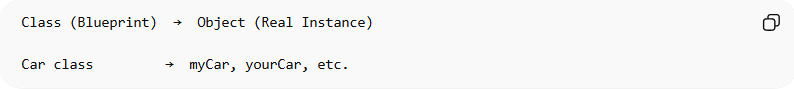 Class (Blueprint) → Object (Real Instance)
Car class → myCar, yourCar, etc.